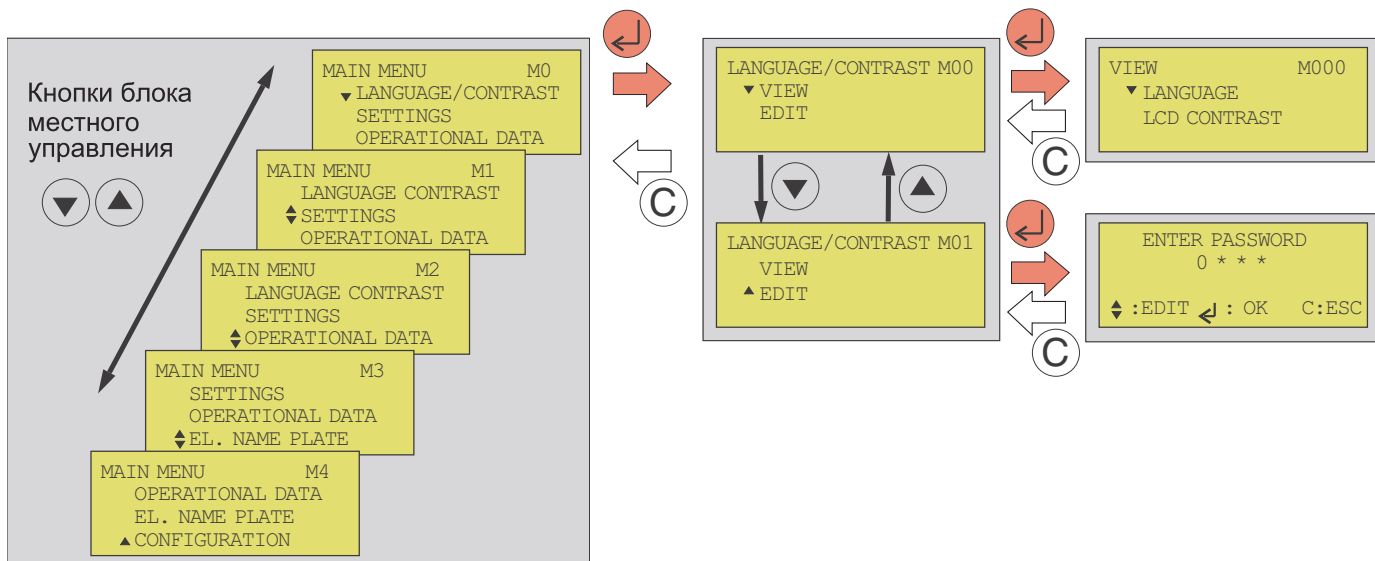 Кнопки блока
местного
управления
MAIN MENU M0
LANGUAGE/CONTRAST
SETTINGS
OPERATIONAL DATA
MAIN MENU M1
LANGUAGE CONTRAST
SETTINGS
OPERATIONAL DATA
MAIN MENU M2
LANGUAGE CONTRAST
SETTINGS
OPERATIONAL DATA
MAIN MENU M3
SETTINGS
OPERATIONAL DATA
EL. NAME PLATE
MAIN MENU M4
OPERATIONAL DATA
EL. NAME PLATE
CONFIGURATION
C
LANGUAGE/CONTRAST M00
VIEW
EDIT
LANGUAGE/CONTRAST M01
VIEW
EDIT
C
VIEW M000
LANGUAGE
LCD CONTRAST
C
ENTER PASSWORD
0 * * *
:EDIT : OK C:ESC